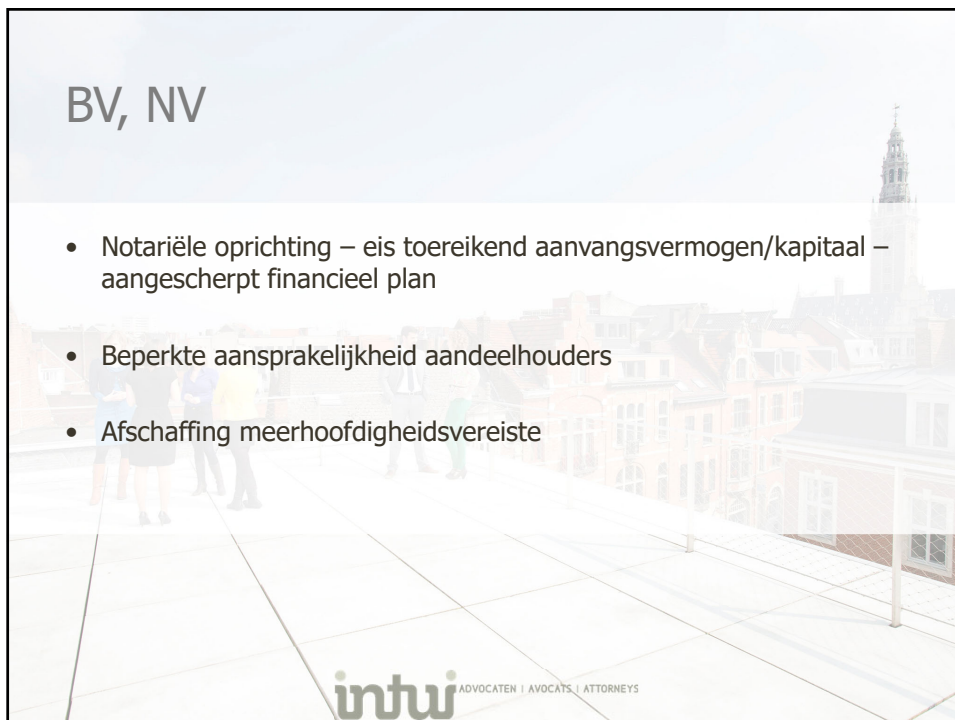 BV, NV
• Notariële oprichting – eis toereikend aanvangsvermogen/kapitaal –
aangescherpt financieel plan
• Beperkte aansprakelijkheid aandeelhouders
• Afschaffing meerhoofdigheidsvereiste
intui ADVOCATEN | AVOCATS | ATTORNEYS